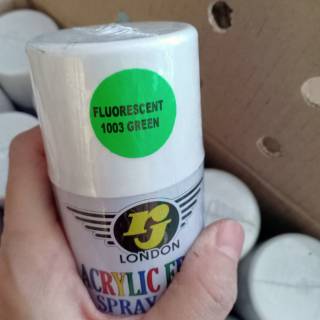 FLUORESCENT
1003 GREEN
rj
LONDON
ACRYLIC
SPRAY